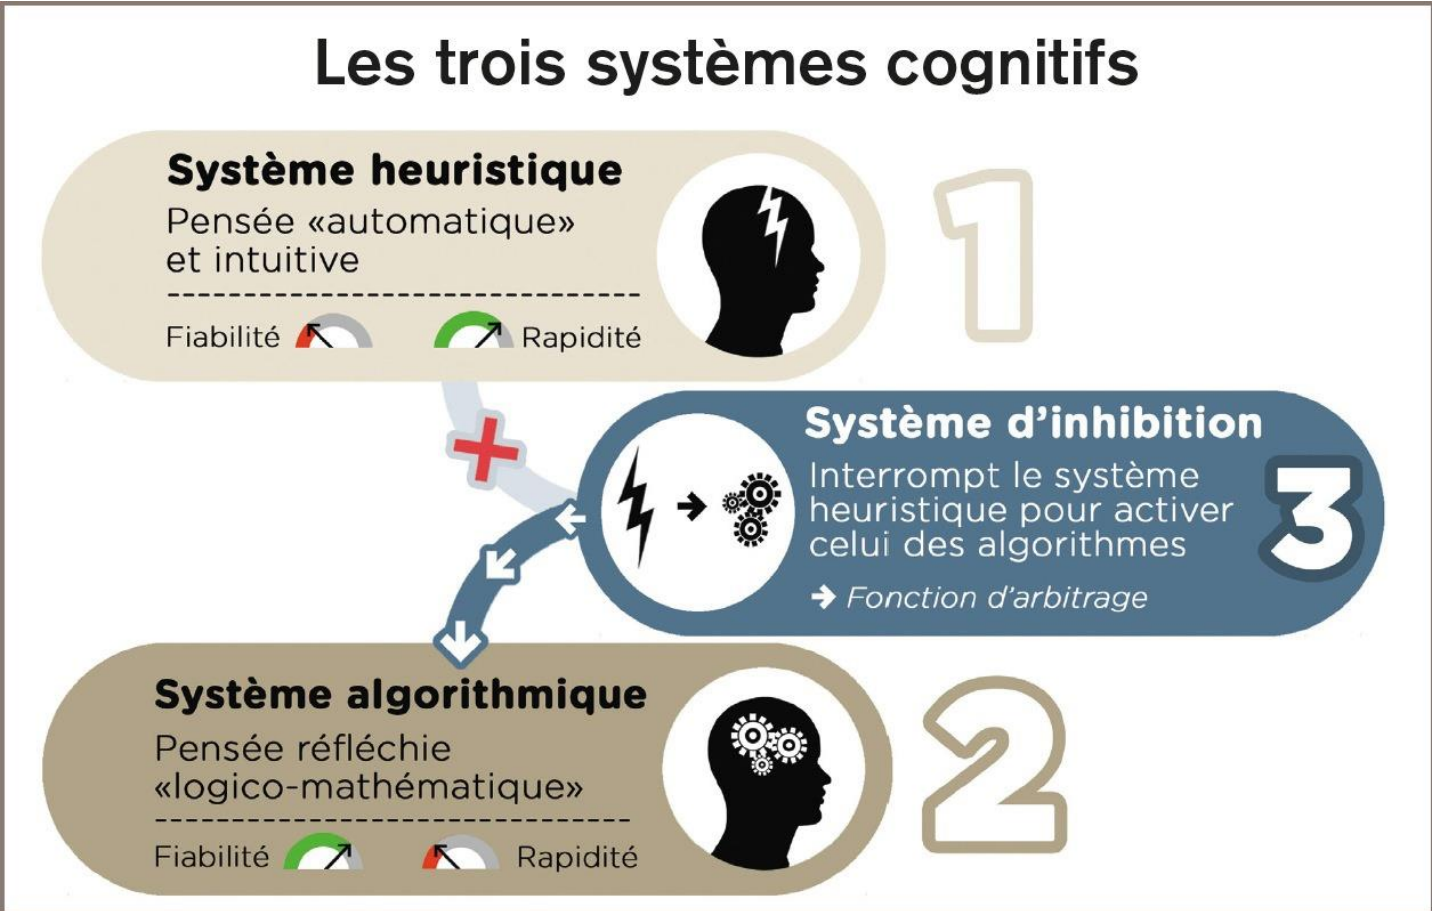 Les trois systèmes cognitifs
Système heuristique
Pensée «automatique»
et intuitive
Fiabilité
Rapidité
1
Système d’inhibition
Interrompt le système
heuristique pour activer
celui des algorithmes
➜ Fonction d’arbitrage
3
Système algorithmique
Pensée réfléchie
«logico-mathématique»
Fiabilité
Rapidité
2